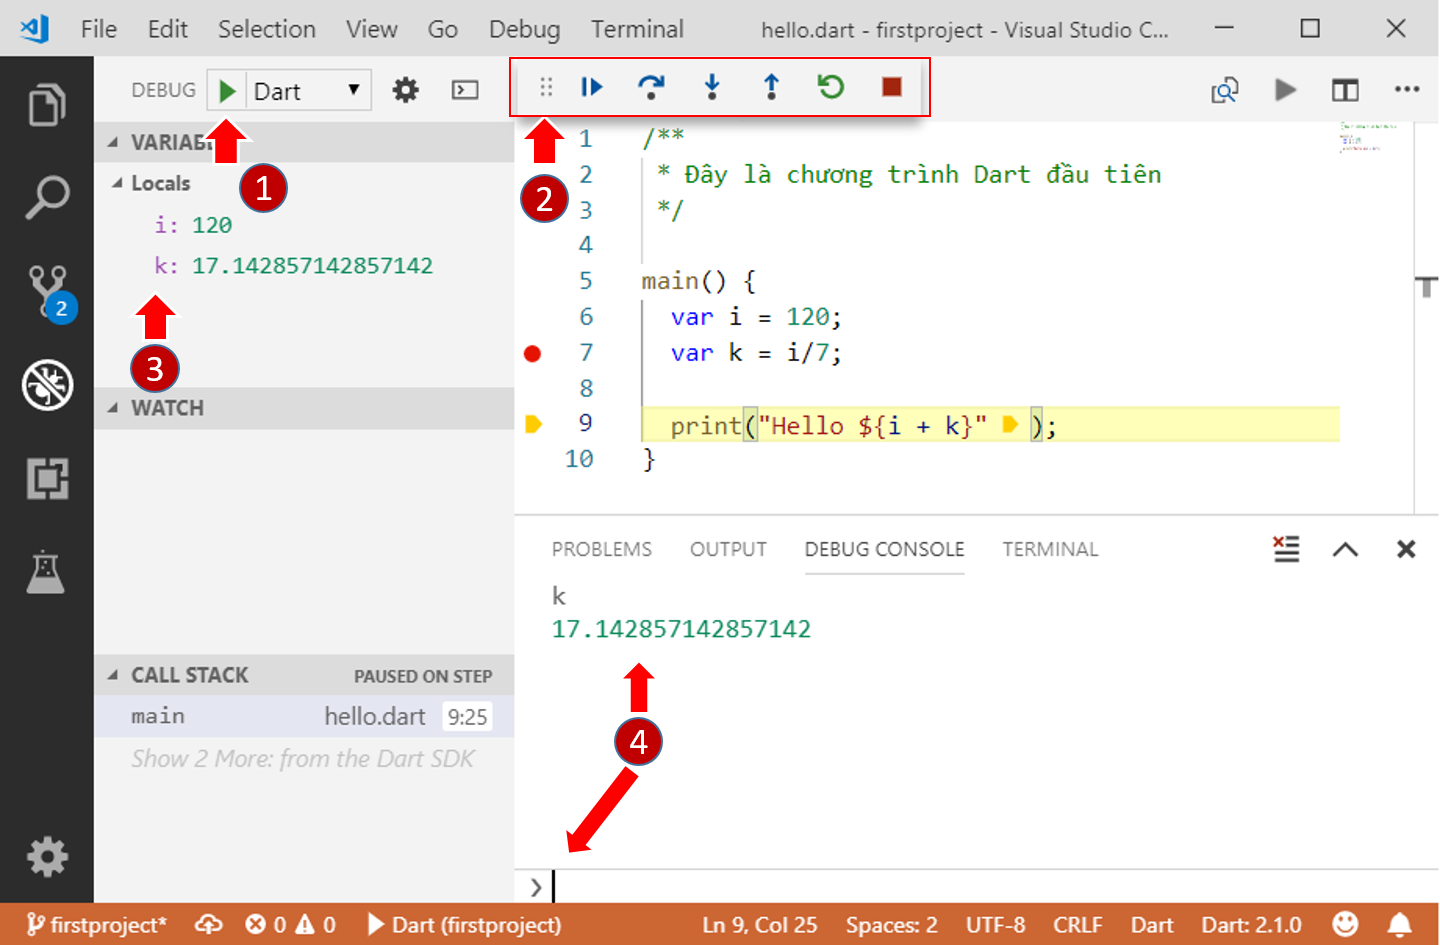 File Edit Selection View Go Debug Terminal hello.dart - firstproject - Visual Studio C...
DEBUG Dart
VARIAB
Locals
i: 120
k: 17.142857142857142
1
2
3
WATCH
CALL STACK PAUSED ON STEP
main hello.dart 9:25
Show 2 More: from the Dart SDK
2
1 /**
2 * Đây là chương trình Dart đầu tiên
3 */
4
5 main() {
6 var i = 120;
7 var k = i/7;
8
9 print("Hello ${i + k}" );
10 }
PROBLEMS OUTPUT DEBUG CONSOLE TERMINAL
k
17.142857142857142
4
firstproject* 0 0 Dart (firstproject) Ln 9, Col 25 Spaces: 2 UTF-8 CRLF Dart Dart: 2.1.0